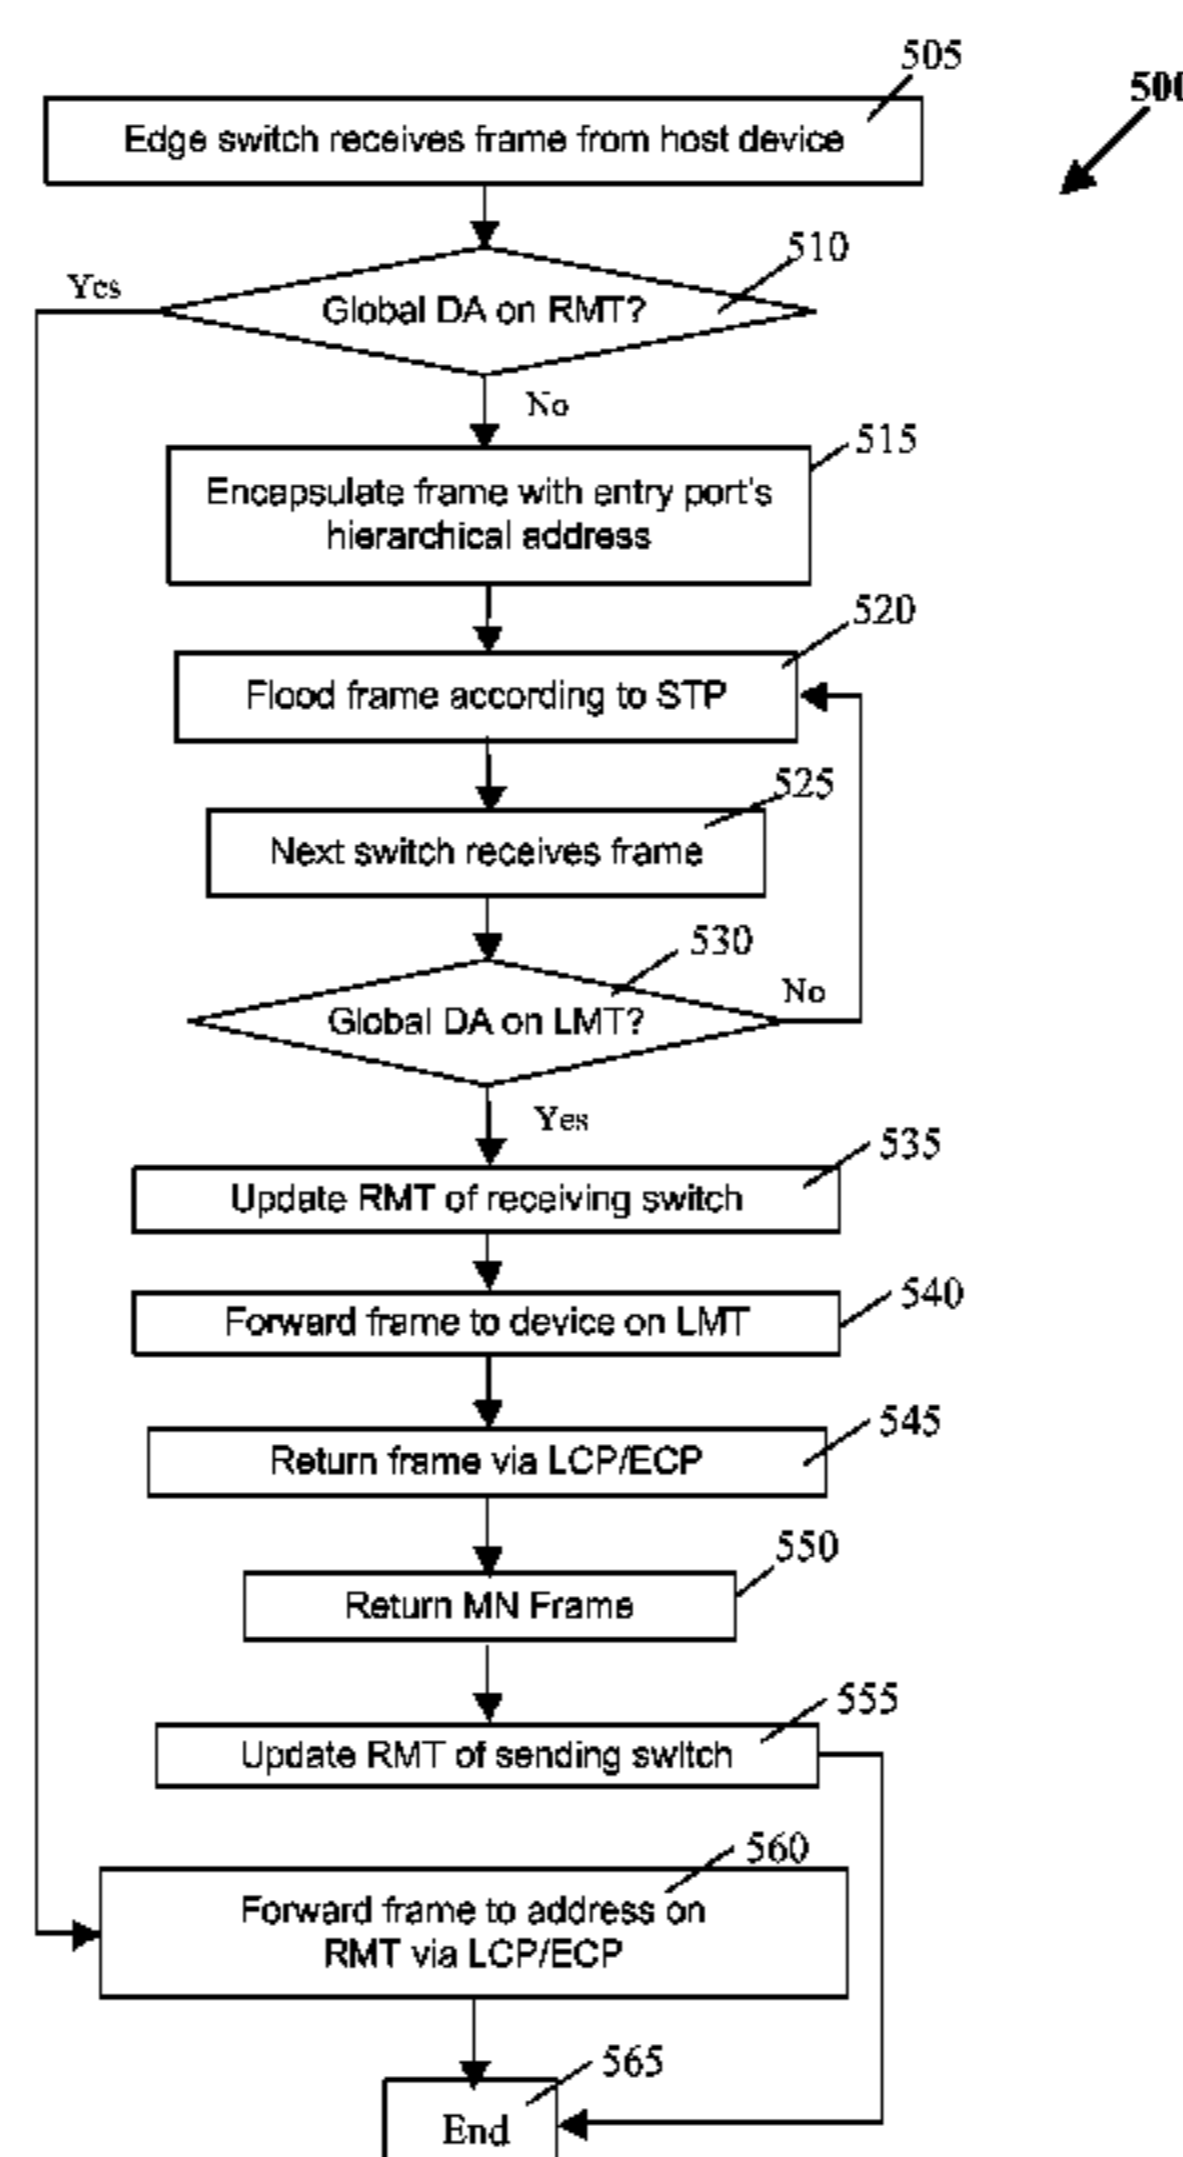 505
500
Edge switch receives frame from host device
510
Yes
Global DA on RMT?
No
515
Encapsulate frame with entry port's
hierarchical address
520
Flood frame according to STP
525
Next switch receives frame
530
No
Global DA on LMT?
Yes
535
Update RMT of receiving switch
540
Forward frame to device on LMT
545
Return frame via LCP/ECP
550
Return MN Frame
555
Update RMT of sending switch
560
Forward frame to address on
RMT via LCP/ECP
565
End